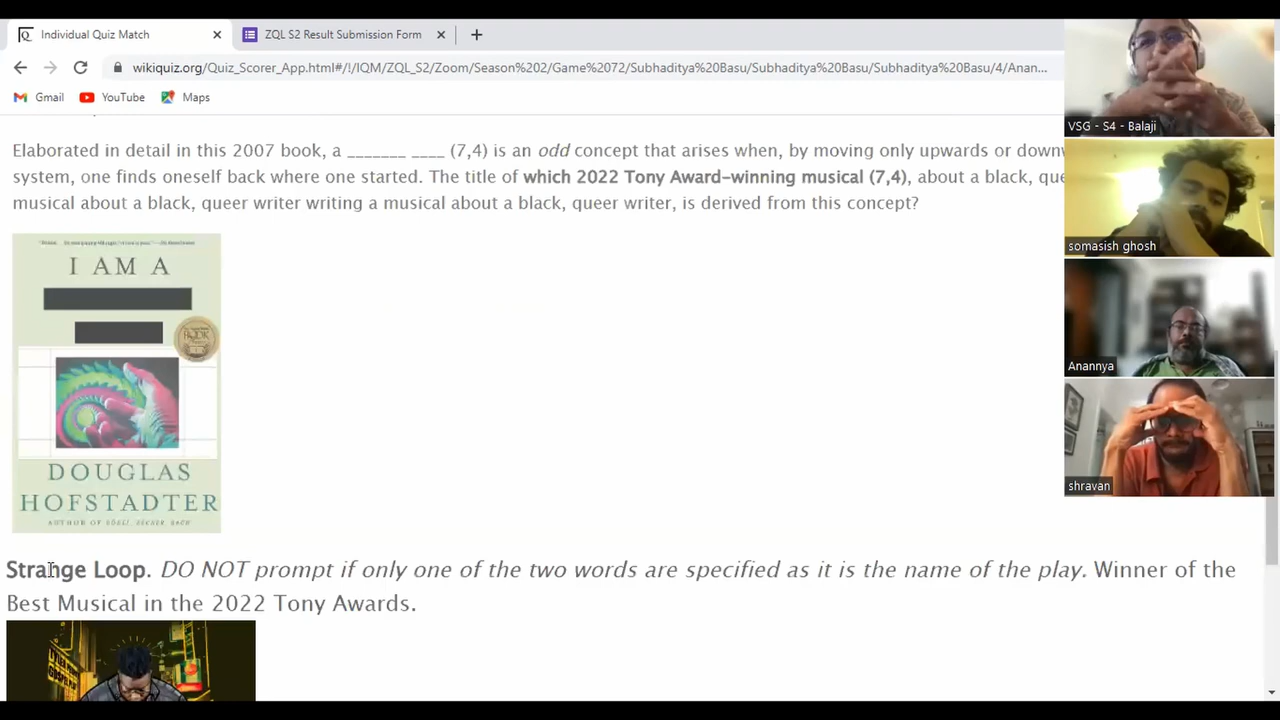 Individual Quiz Match
ZQL S2 Result Submission Form
wikiquiz.org/Quiz_Scorer_App.html#/I/IQM/ZQL_S2/Zoom/Season%202/Game%2072/Subhaditya%20Basu/Subhaditya%20Basu/Subhaditya%20Basu/4/Anan...
Gmail YouTube Maps
Elaborated in detail in this 2007 book, a _______ ____ (7,4) is an odd concept that arises when, by moving only upwards or down
system, one finds oneself back where one started. The title of which 2022 Tony Award-winning musical (7,4), about a black, que
musical about a black, queer writer writing a musical about a black, queer writer, is derived from this concept?
I AM A
DOUGLAS
HOFSTADTER
AUTHOR OF GÖDEL, ESCHER, BACH
Strange Loop. DO NOT prompt if only one of the two words are specified as it is the name of the play. Winner of the
Best Musical in the 2022 Tony Awards.
VSG - S4 - Balaji
somasish ghosh
Anannya
shravan